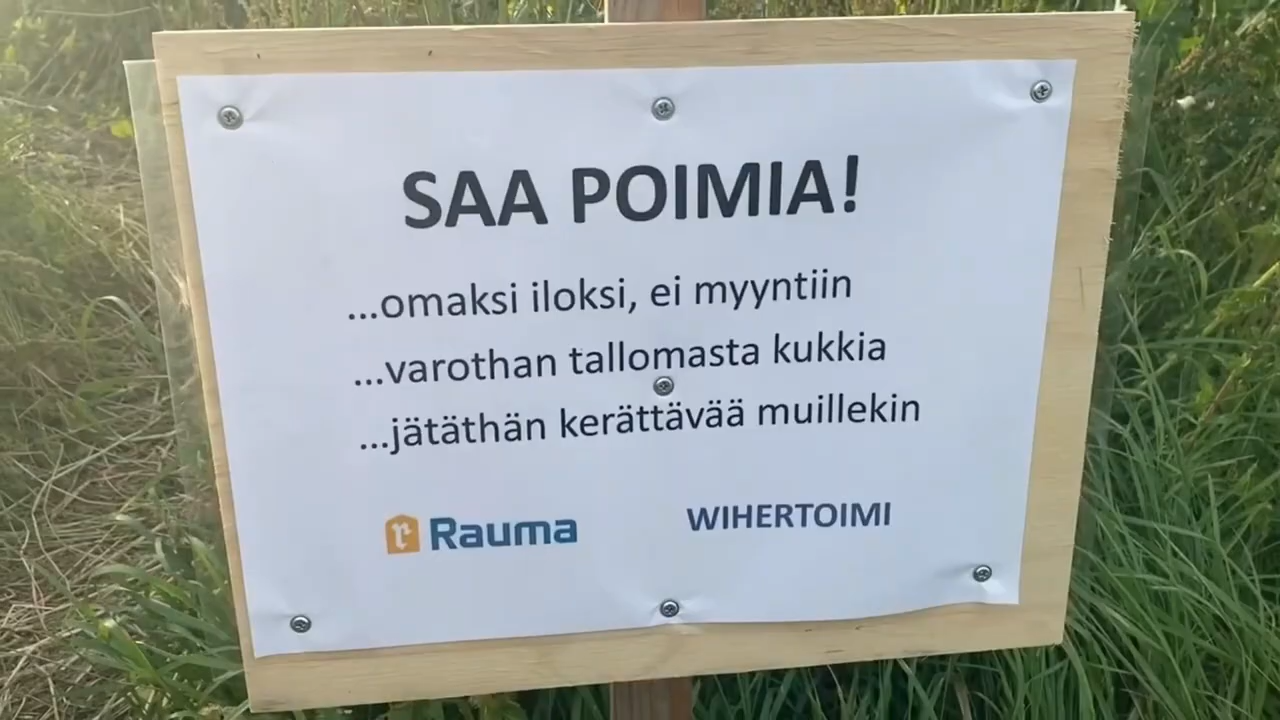 SAA POIMIA!
...omaksi iloksi, ei myyntiin
...varothan tallomasta kukkia
...jätäthän kerättävää muillekin
r Rauma
WIHERTOIMI